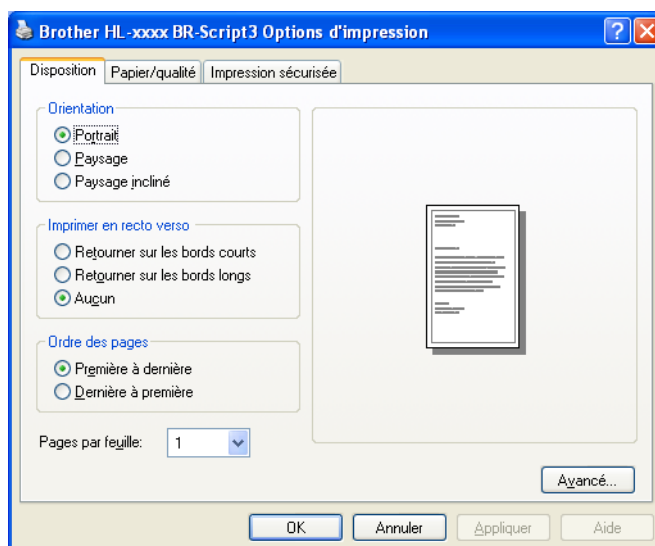 Brother HL-xxxx BR-Script3 Options d'impression
Disposition Papier/qualité Impression sécurisée
Orientation
Portrait
Paysage
Paysage incliné
Imprimer en recto verso
Retourner sur les bords courts
Retourner sur les bords longs
Aucun
Ordre des pages
Première à dernière
Dernière à première
Pages par feuille: 1
Avancé...
OK Annuler Appliquer Aide